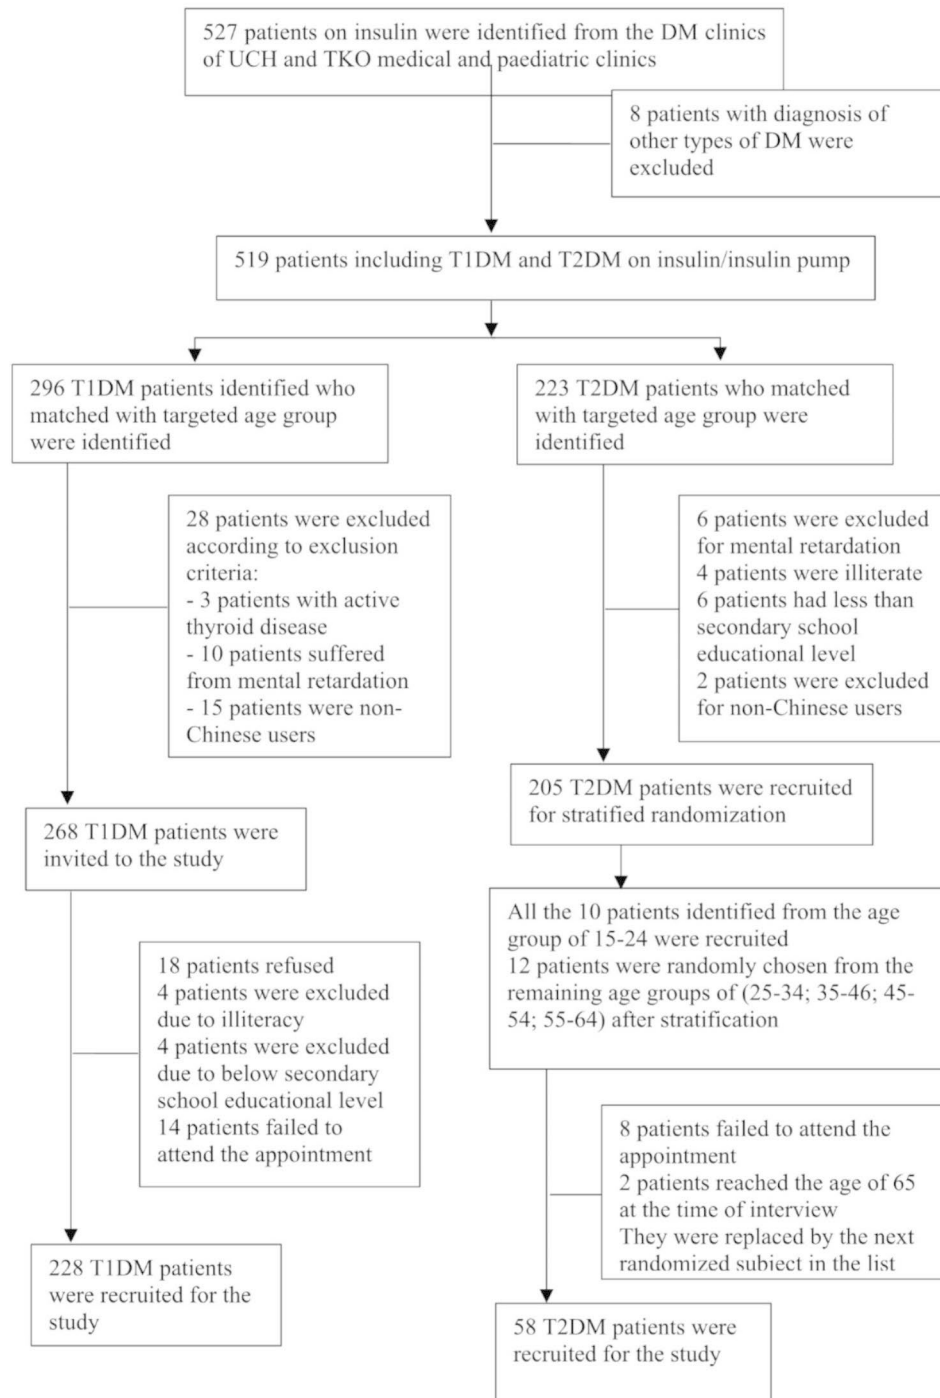 527 patients on insulin were identified from the DM clinics
of UCH and TKO medical and paediatric clinics
8 patients with diagnosis of
other types of DM were
excluded
519 patients including T1DM and T2DM on insulin/insulin pump
296 T1DM patients identified who
matched with targeted age group
were identified
223 T2DM patients who matched
with targeted age group were
identified
28 patients were excluded
according to exclusion
criteria:
- 3 patients with active
thyroid disease
- 10 patients suffered
from mental retardation
- 15 patients were non-
Chinese users
6 patients were excluded
for mental retardation
4 patients were illiterate
6 patients had less than
secondary school
educational level
2 patients were excluded
for non-Chinese users
205 T2DM patients were recruited
for stratified randomization
268 T1DM patients were
invited to the study
All the 10 patients identified from the age
group of 15-24 were recruited
12 patients were randomly chosen from the
remaining age groups of (25-34; 35-46; 45-
54; 55-64) after stratification
18 patients refused
4 patients were excluded
due to illiteracy
4 patients were excluded
due to below secondary
school educational level
14 patients failed to
attend the appointment
8 patients failed to attend the
appointment
2 patients reached the age of 65
at the time of interview
They were replaced by the next
randomized subject in the list
228 T1DM patients
were recruited for the
study
58 T2DM patients were
recruited for the study